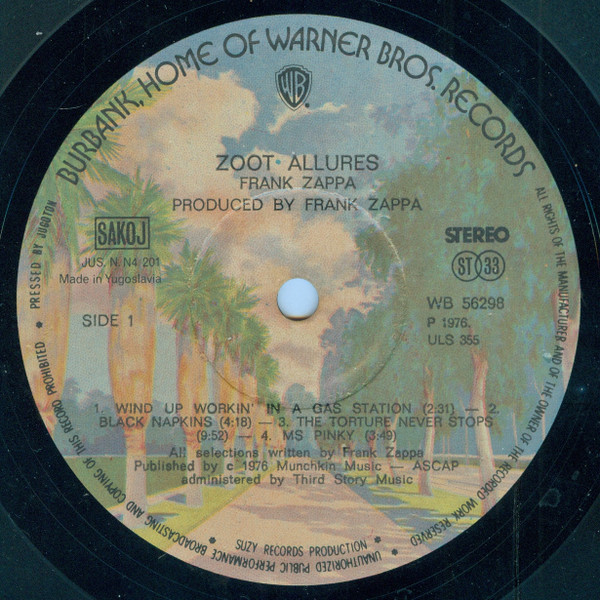 BURBANK, HOME OF WARNER BROS. RECORDS
WB
ZOOT ALLURES
FRANK ZAPPA
PRODUCED BY FRANK ZAPPA
SAKOJ
JUS. N. N4 201
Made in Yugoslavia
SIDE 1
STEREO
ST 33
WB 56298
P 1976.
ULS 355
1. WIND UP WORKIN' IN A GAS STATION (2:31) — 2.
BLACK NAPKINS (4:18) — 3. THE TORTURE NEVER STOPS
(9:52) — 4. MS PINKY (3:49)
All selections written by Frank Zappa
Published by c 1976 Munchkin Music — ASCAP
administered by Third Story Music
SUZY RECORDS PRODUCTION
ALL RIGHTS OF THE MANUFACTURER AND OF THE OWNER OF THE RECORDED WORK RESERVED
UNAUTHORIZED PUBLIC PERFORMANCE BROADCASTING AND COPYING OF THIS RECORD PROHIBITED
PRESSED BY JUGOTON